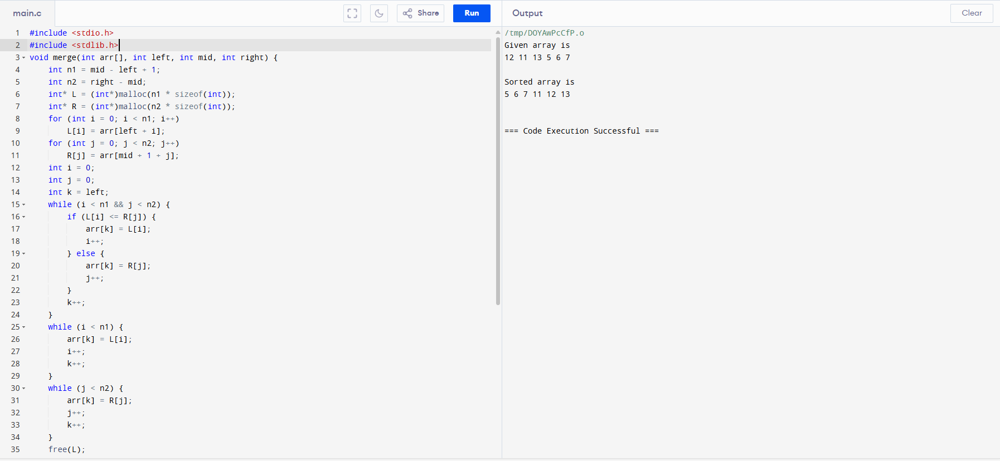 main.c
Share
Run
Output
Clear
1 #include <stdio.h>
2 #include <stdlib.h>
3 void merge(int arr[], int left, int mid, int right) {
4     int n1 = mid - left + 1;
5     int n2 = right - mid;
6     int* L = (int*)malloc(n1 * sizeof(int));
7     int* R = (int*)malloc(n2 * sizeof(int));
8     for (int i = 0; i < n1; i++)
9         L[i] = arr[left + i];
10     for (int j = 0; j < n2; j++)
11         R[j] = arr[mid + 1 + j];
12     int i = 0;
13     int j = 0;
14     int k = left;
15     while (i < n1 && j < n2) {
16         if (L[i] <= R[j]) {
17             arr[k] = L[i];
18             i++;
19         } else {
20             arr[k] = R[j];
21             j++;
22         }
23         k++;
24     }
25     while (i < n1) {
26         arr[k] = L[i];
27         i++;
28         k++;
29     }
30     while (j < n2) {
31         arr[k] = R[j];
32         j++;
33         k++;
34     }
35     free(L);
/tmp/DOYAwPcCfP.o
Given array is
12 11 13 5 6 7
Sorted array is
5 6 7 11 12 13
=== Code Execution Successful ===